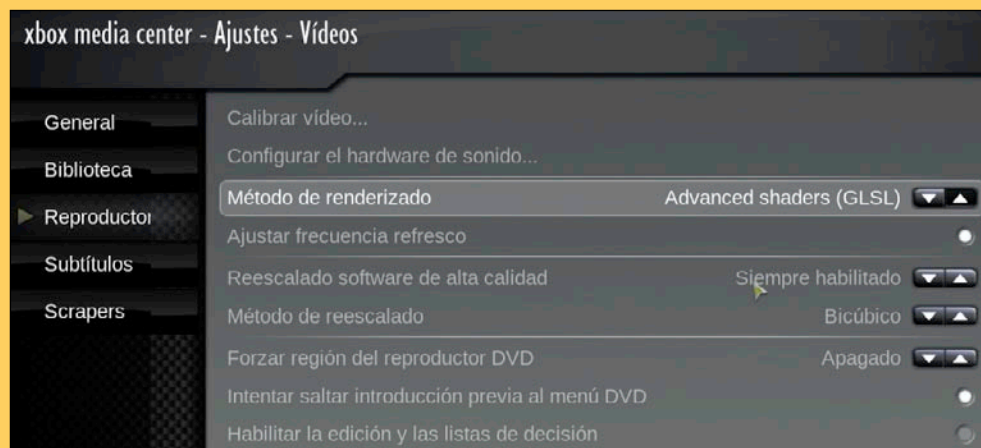 xbox media center - Ajustes - Vídeos
General
Biblioteca
Reproductor
Subtítulos
Scrapers
Calibrar vídeo...
Configurar el hardware de sonido...
Método de renderizado Advanced shaders (GLSL)
Ajustar frecuencia refresco
Reescalado software de alta calidad Siempre habilitado
Método de reescalado Bicúbico
Forzar región del reproductor DVD Apagado
Intentar saltar introducción previa al menú DVD
Habilitar la edición y las listas de decisión